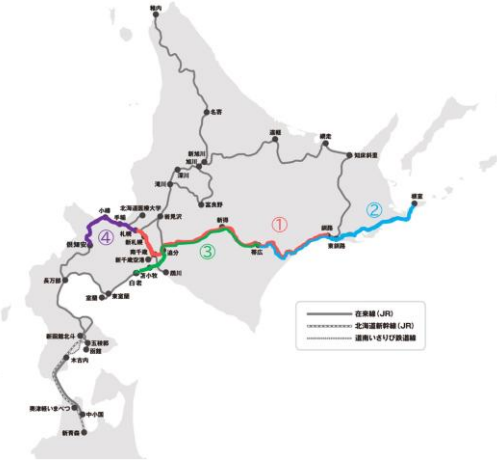 稚内
名寄
新旭川
旭川
深川
滝川
富良野
遠軽
網走
知床斜里
北海道医療大学
岩見沢
小樽
手稲
札幌
新札幌
南千歳
新千歳空港
追分
苫小牧
白老
鵡川
倶知安
長万部
室蘭
東室蘭
新得
帯広
釧路
東釧路
根室
①
②
③
④
新函館北斗
五稜郭
函館
木古内
奥津軽いまべつ
中小国
新青森
在来線(JR)
北海道新幹線(JR)
道南いさりび鉄道線